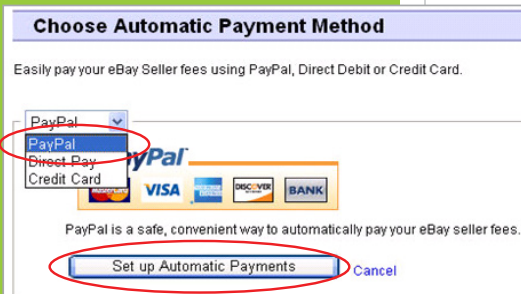 Choose Automatic Payment Method
Easily pay your eBay Seller fees using PayPal, Direct Debit or Credit Card.
PayPal
PayPal
Direct Pay
Credit Card
VISA
DISCOVER
BANK
PayPal is a safe, convenient way to automatically pay your eBay seller fees.
Set up Automatic Payments Cancel